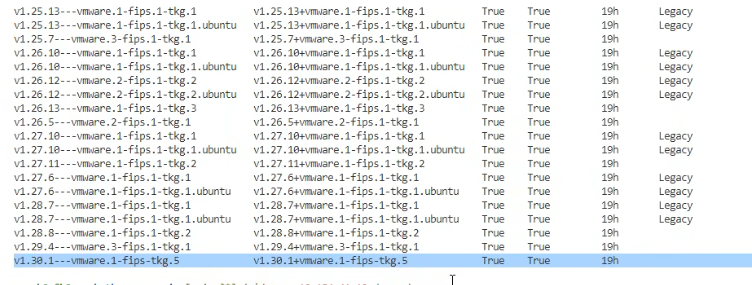 v1.25.13---vmware.1-fips.1-tkg.1 v1.25.13+vmware.1-fips.1-tkg.1 True True 19h Legacy
v1.25.13---vmware.1-fips.1-tkg.1.ubuntu v1.25.13+vmware.1-fips.1-tkg.1.ubuntu True True 19h Legacy
v1.25.7---vmware.3-fips.1-tkg.1 v1.25.7+vmware.3-fips.1-tkg.1 True True 19h
v1.26.10---vmware.1-fips.1-tkg.1 v1.26.10+vmware.1-fips.1-tkg.1 True True 19h Legacy
v1.26.10---vmware.1-fips.1-tkg.1.ubuntu v1.26.10+vmware.1-fips.1-tkg.1.ubuntu True True 19h Legacy
v1.26.12---vmware.2-fips.1-tkg.2 v1.26.12+vmware.2-fips.1-tkg.2 True True 19h Legacy
v1.26.12---vmware.2-fips.1-tkg.2.ubuntu v1.26.12+vmware.2-fips.1-tkg.2.ubuntu True True 19h Legacy
v1.26.13---vmware.1-fips.1-tkg.3 v1.26.13+vmware.1-fips.1-tkg.3 True True 19h
v1.26.5---vmware.2-fips.1-tkg.1 v1.26.5+vmware.2-fips.1-tkg.1 True True 19h
v1.27.10---vmware.1-fips.1-tkg.1 v1.27.10+vmware.1-fips.1-tkg.1 True True 19h Legacy
v1.27.10---vmware.1-fips.1-tkg.1.ubuntu v1.27.10+vmware.1-fips.1-tkg.1.ubuntu True True 19h Legacy
v1.27.11---vmware.1-fips.1-tkg.2 v1.27.11+vmware.1-fips.1-tkg.2 True True 19h
v1.27.6---vmware.1-fips.1-tkg.1 v1.27.6+vmware.1-fips.1-tkg.1 True True 19h Legacy
v1.27.6---vmware.1-fips.1-tkg.1.ubuntu v1.27.6+vmware.1-fips.1-tkg.1.ubuntu True True 19h Legacy
v1.28.7---vmware.1-fips.1-tkg.1 v1.28.7+vmware.1-fips.1-tkg.1 True True 19h Legacy
v1.28.7---vmware.1-fips.1-tkg.1.ubuntu v1.28.7+vmware.1-fips.1-tkg.1.ubuntu True True 19h Legacy
v1.28.8---vmware.1-fips.1-tkg.2 v1.28.8+vmware.1-fips.1-tkg.2 True True 19h
v1.29.4---vmware.3-fips.1-tkg.1 v1.29.4+vmware.3-fips.1-tkg.1 True True 19h
v1.30.1---vmware.1-fips-tkg.5 v1.30.1+vmware.1-fips-tkg.5 True True 19h